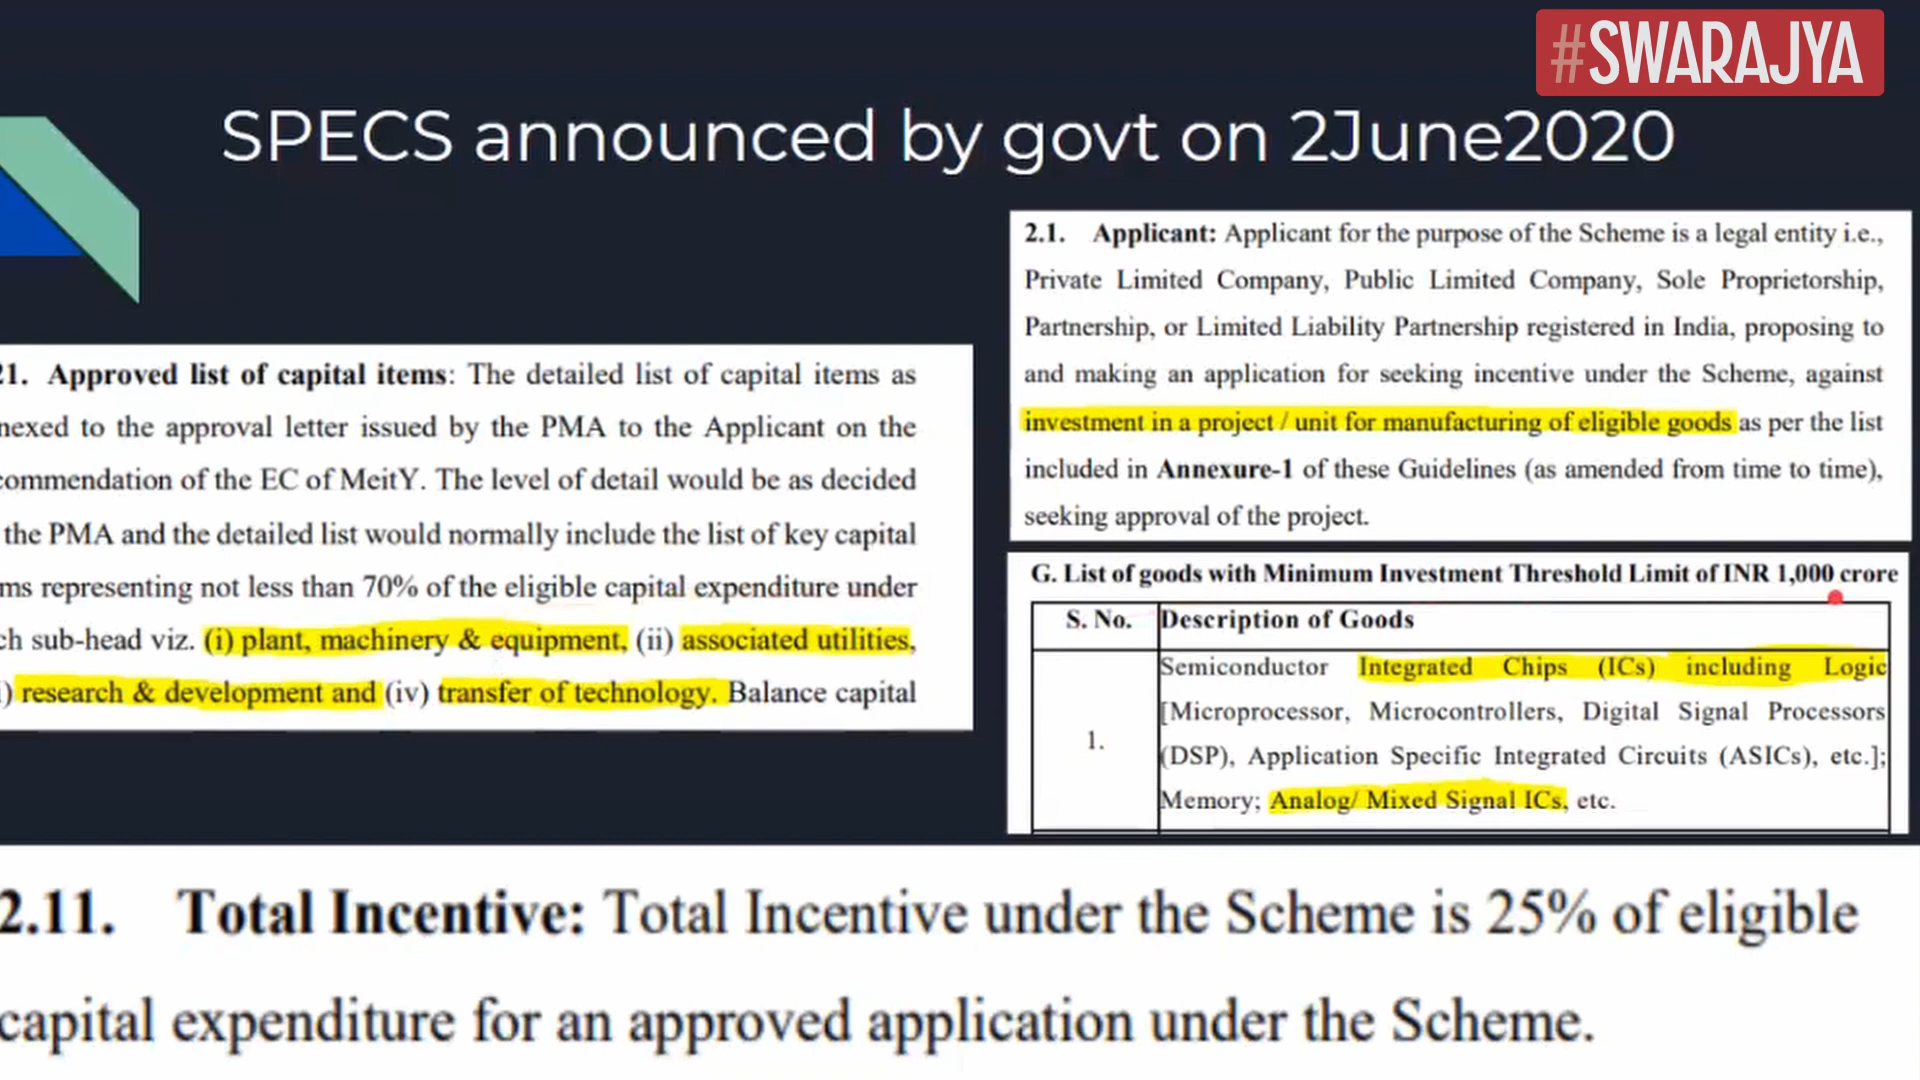 #SWARAJYA
SPECS announced by govt on 2June2020
21. Approved list of capital items: The detailed list of capital items as
nexed to the approval letter issued by the PMA to the Applicant on the
commendation of the EC of MeitY. The level of detail would be as decided
the PMA and the detailed list would normally include the list of key capital
ms representing not less than 70% of the eligible capital expenditure under
ch sub-head viz. (i) plant, machinery & equipment, (ii) associated utilities,
) research & development and (iv) transfer of technology. Balance capital
2.1. Applicant: Applicant for the purpose of the Scheme is a legal entity i.e.,
Private Limited Company, Public Limited Company, Sole Proprietorship,
Partnership, or Limited Liability Partnership registered in India, proposing to
and making an application for seeking incentive under the Scheme, against
investment in a project / unit for manufacturing of eligible goods as per the list
included in Annexure-1 of these Guidelines (as amended from time to time),
seeking approval of the project.
G. List of goods with Minimum Investment Threshold Limit of INR 1,000 crore
S. No. Description of Goods
1. Semiconductor Integrated Chips (ICs) including Logic
[Microprocessor, Microcontrollers, Digital Signal Processors
(DSP), Application Specific Integrated Circuits (ASICs), etc.];
Memory; Analog/ Mixed Signal ICs, etc.
2.11. Total Incentive: Total Incentive under the Scheme is 25% of eligible
capital expenditure for an approved application under the Scheme.